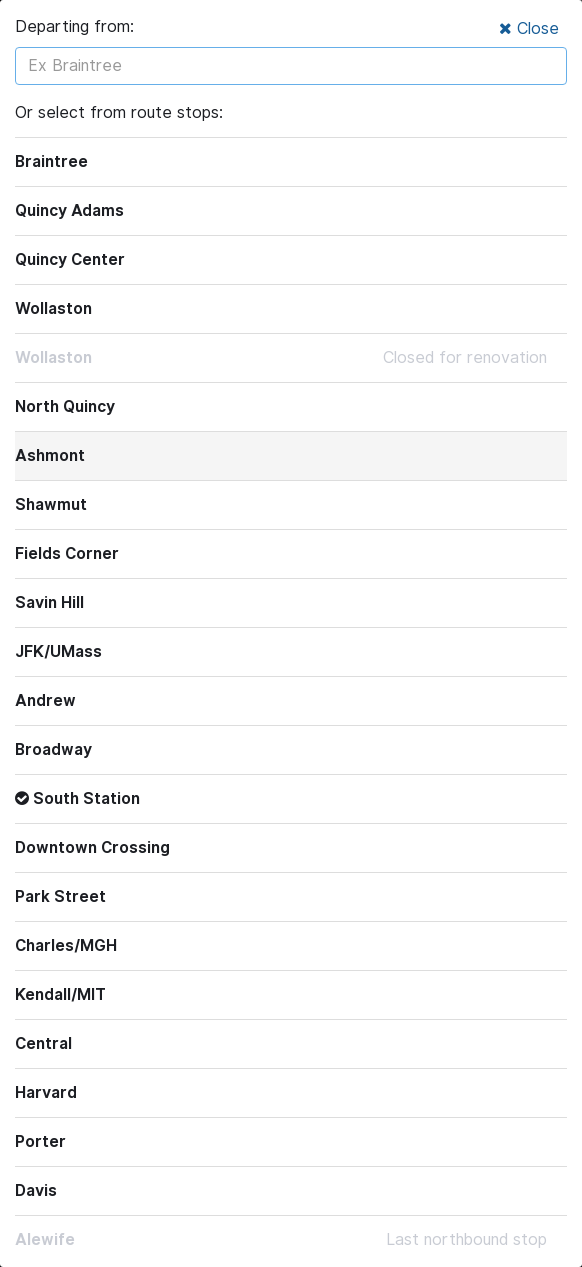 Departing from:
Close
Ex Braintree
Or select from route stops:
Braintree
Quincy Adams
Quincy Center
Wollaston
Wollaston Closed for renovation
North Quincy
Ashmont
Shawmut
Fields Corner
Savin Hill
JFK/UMass
Andrew
Broadway
South Station
Downtown Crossing
Park Street
Charles/MGH
Kendall/MIT
Central
Harvard
Porter
Davis
Alewife Last northbound stop